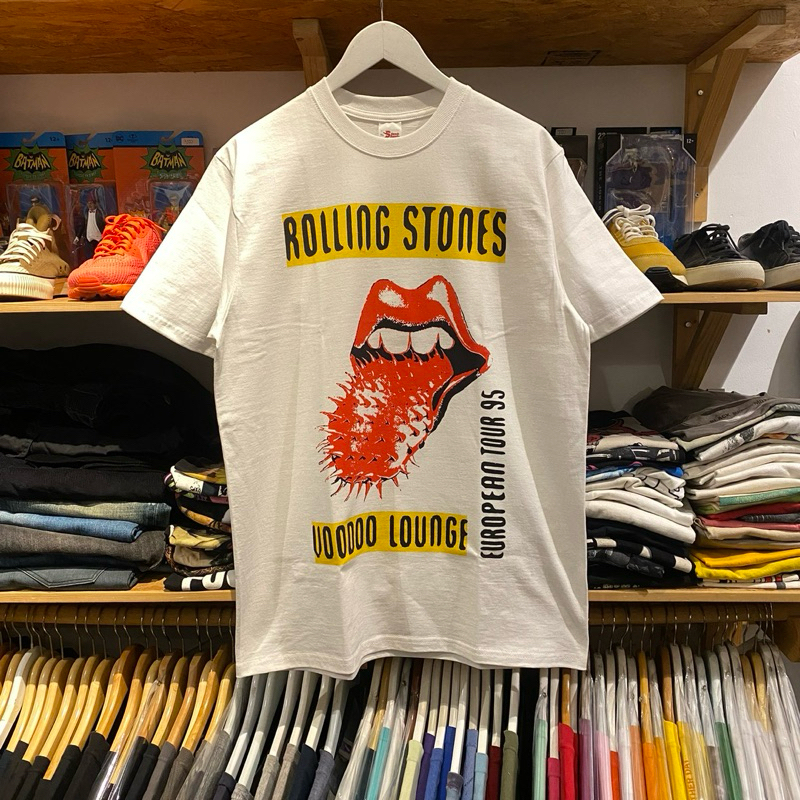 BATMAN
BATMAN
BATMAN
ROLLING STONES
EUROPEAN TOUR 95
VOODOO LOUNGE